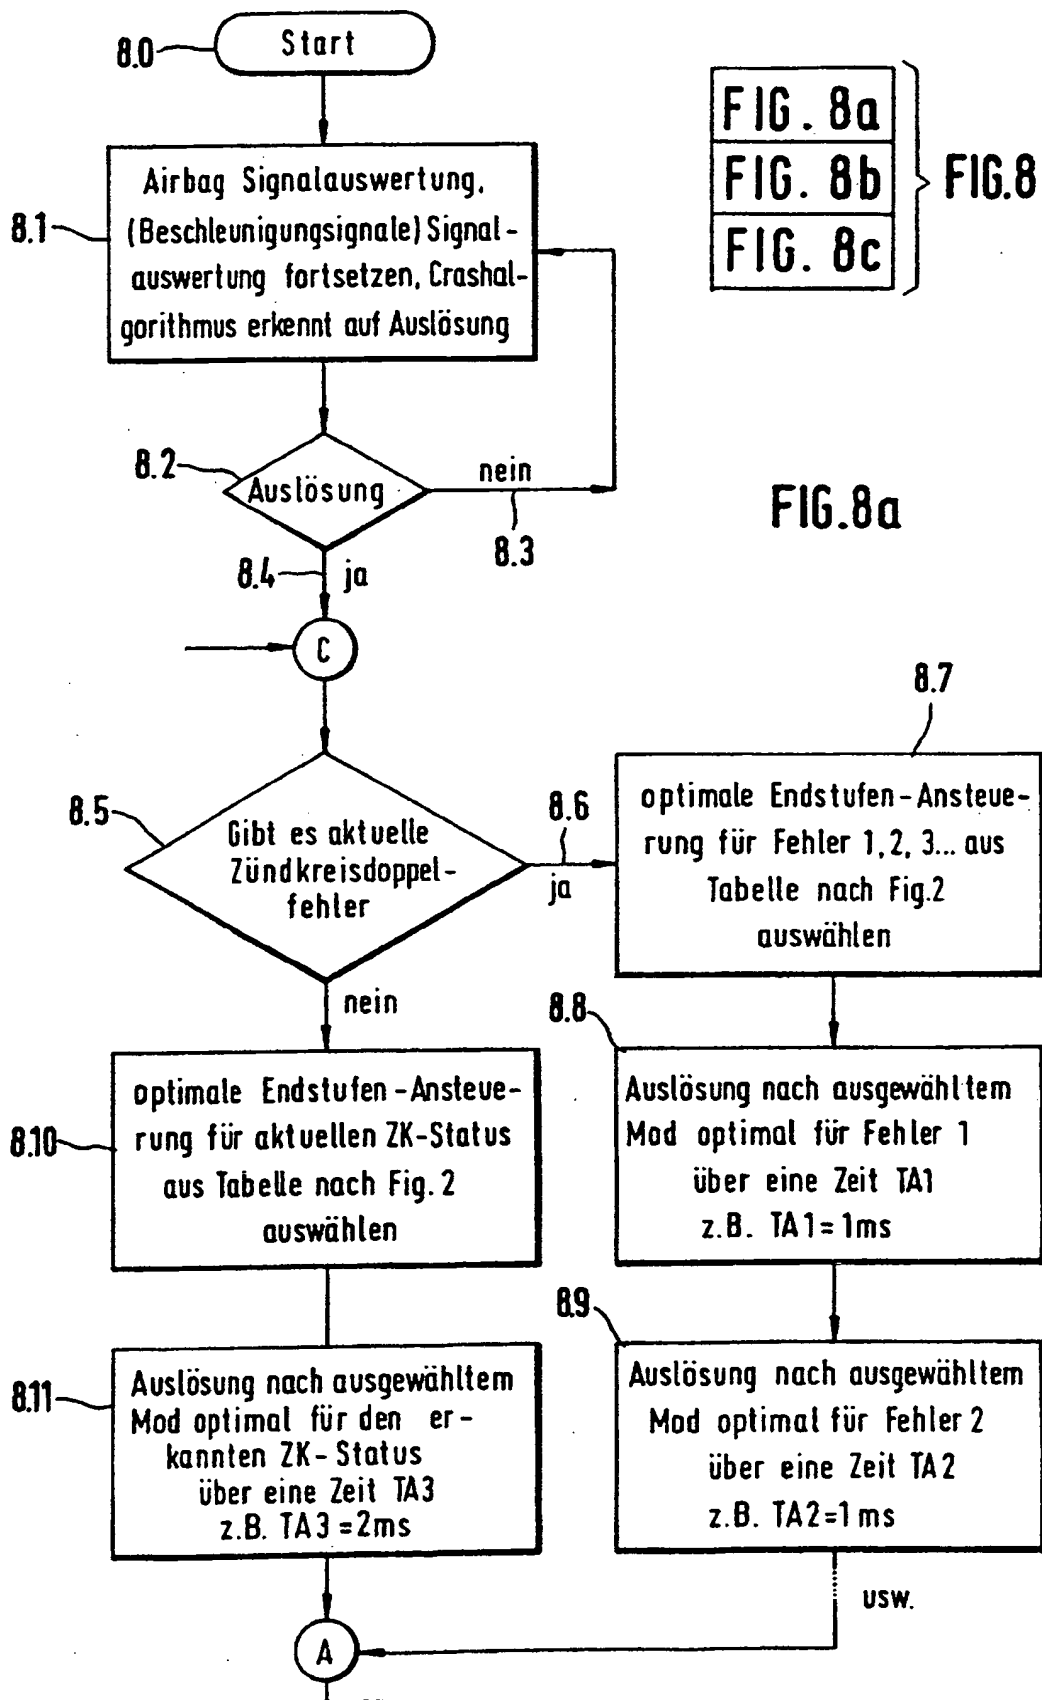 8.0
Start
FIG. 8a
FIG. 8b
FIG. 8c
FIG.8
8.1
Airbag Signalauswertung,
(Beschleunigungsignale) Signal-
auswertung fortsetzen, Crashal-
gorithmus erkennt auf Auslösung
8.2
Auslösung
nein
8.3
FIG.8a
8.4
ja
C
8.5
Gibt es aktuelle
Zündkreisdoppel-
fehler
8.6
ja
8.7
optimale Endstufen-Ansteue-
rung für Fehler 1, 2, 3... aus
Tabelle nach Fig.2
auswählen
nein
8.8
Auslösung nach ausgewähltem
Mod optimal für Fehler 1
über eine Zeit TA1
z.B. TA1=1ms
8.10
optimale Endstufen-Ansteue-
rung für aktuellen ZK-Status
aus Tabelle nach Fig. 2
auswählen
8.9
Auslösung nach ausgewähltem
Mod optimal für Fehler 2
über eine Zeit TA2
z.B. TA2=1ms
8.11
Auslösung nach ausgewähltem
Mod optimal für den er-
kannten ZK-Status
über eine Zeit TA3
z.B. TA3=2ms
usw.
A